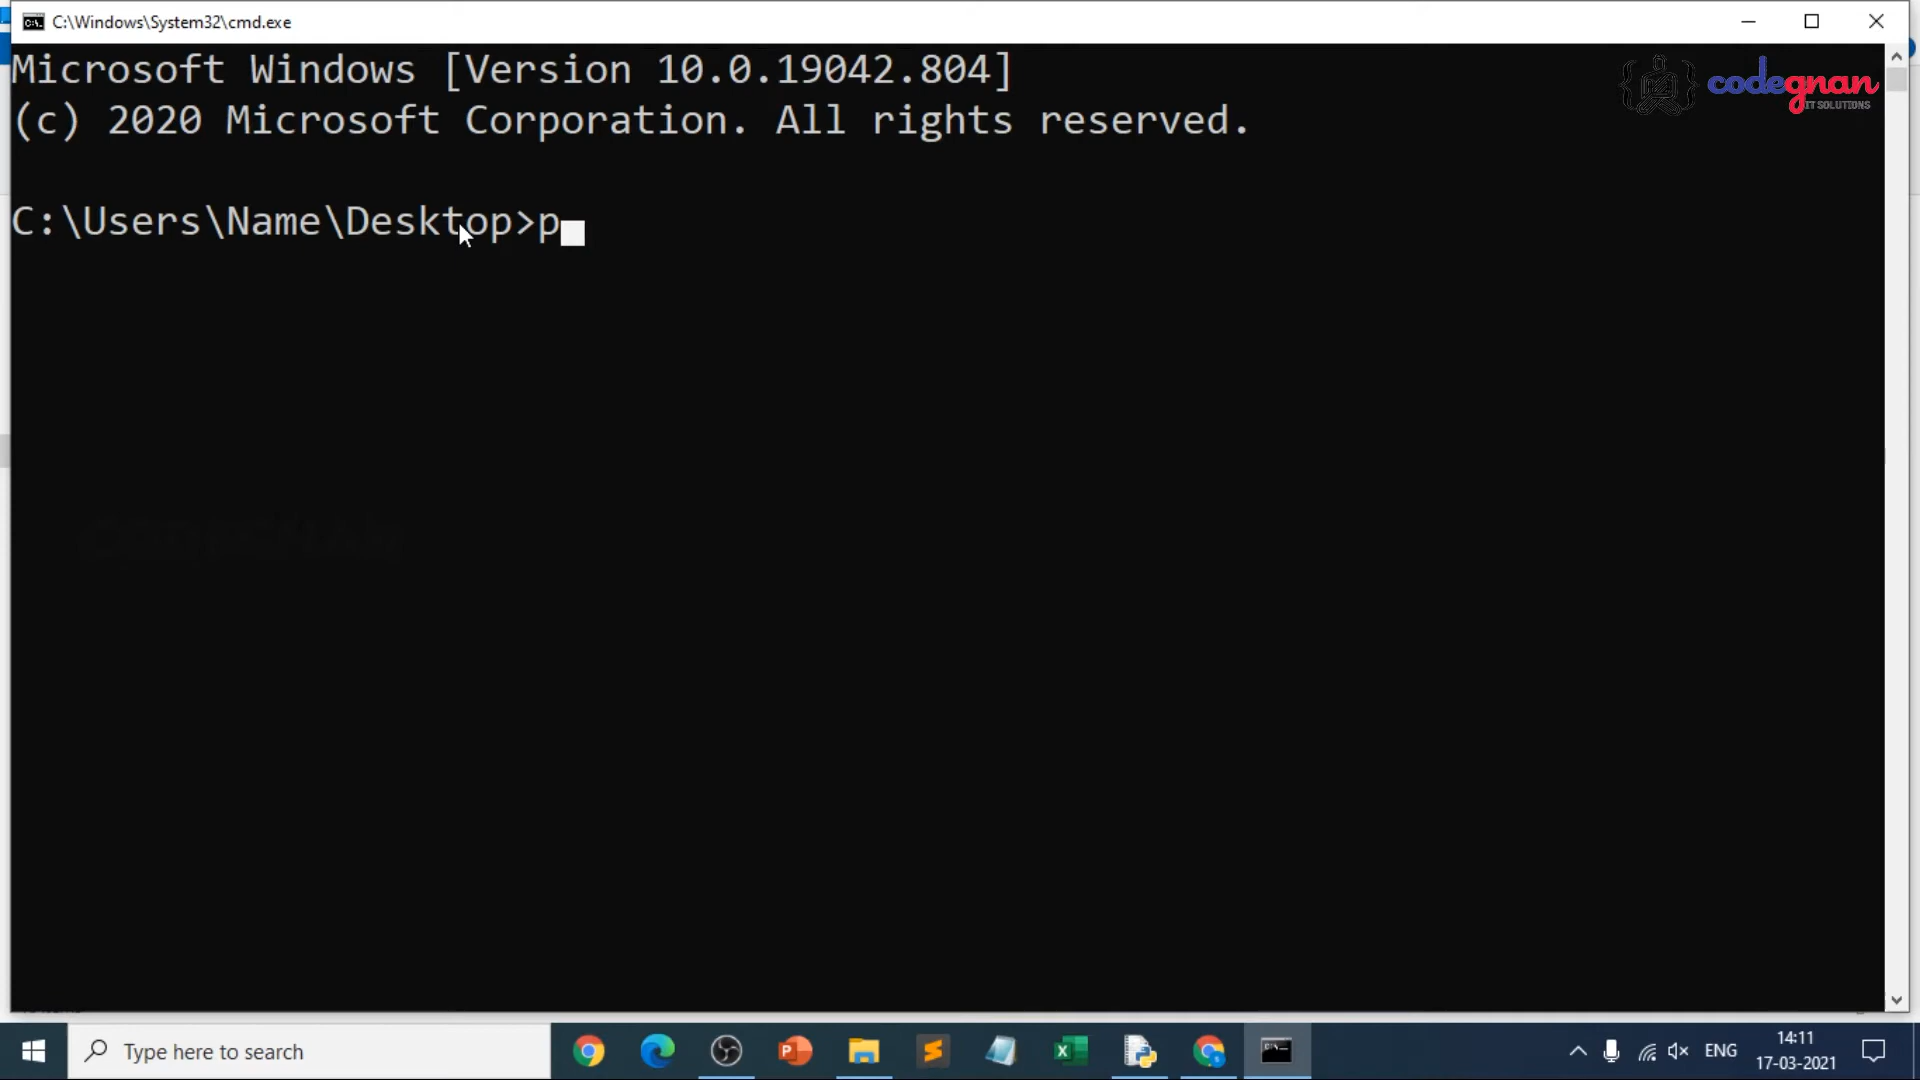 C:\Windows\System32\cmd.exe
Microsoft Windows [Version 10.0.19042.804]
(c) 2020 Microsoft Corporation. All rights reserved.
codegnan
IT SOLUTIONS
C:\Users\Name\Desktop>p
Type here to search
ENG
14:11
17-03-2021